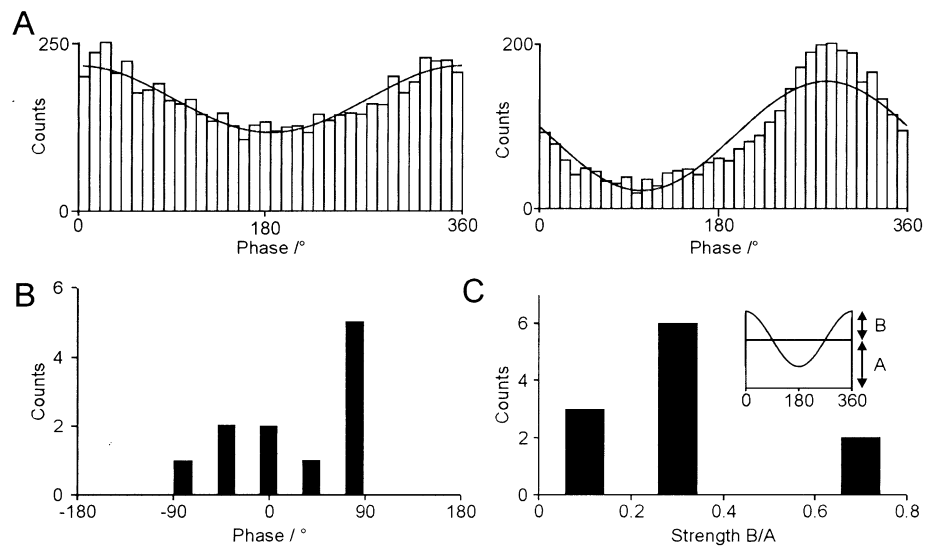 A
250
Counts
0
0 180 360
Phase /°
200
Counts
0
0 180 360
Phase /°
B
6
4
2
0
Counts
-180 -90 0 90 180
Phase / °
C
6
4
2
0
Counts
0 0.2 0.4 0.6 0.8
Strength B/A
B
A
0 180 360